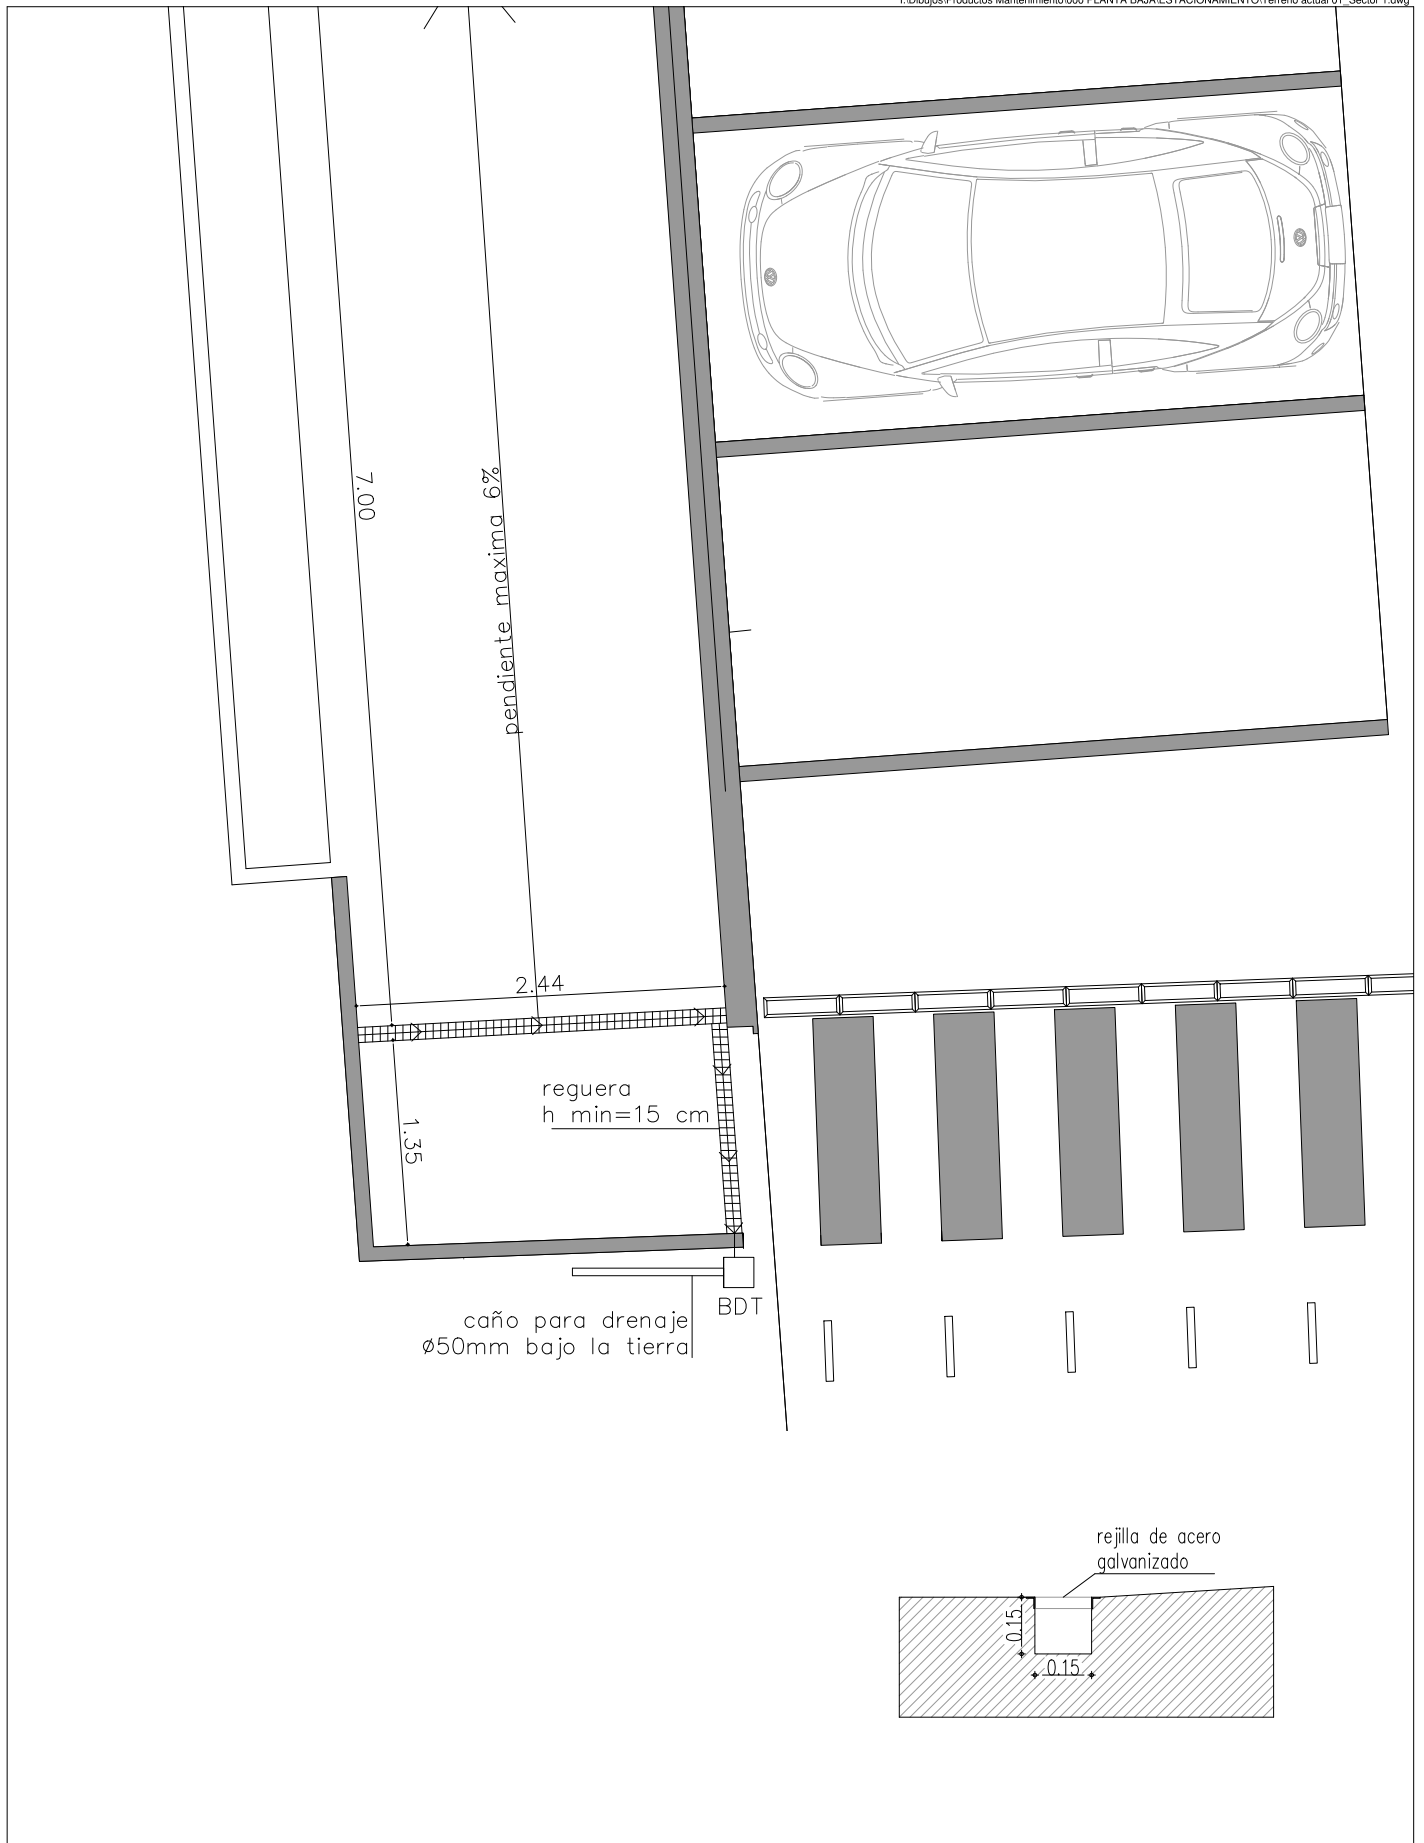 7.00
pendiente maxima 6%
2.44
reguera
h min=15 cm
1.35
BDT
caño para drenaje
ø50mm bajo la tierra
rejilla de acero
galvanizado
0.15
0.15